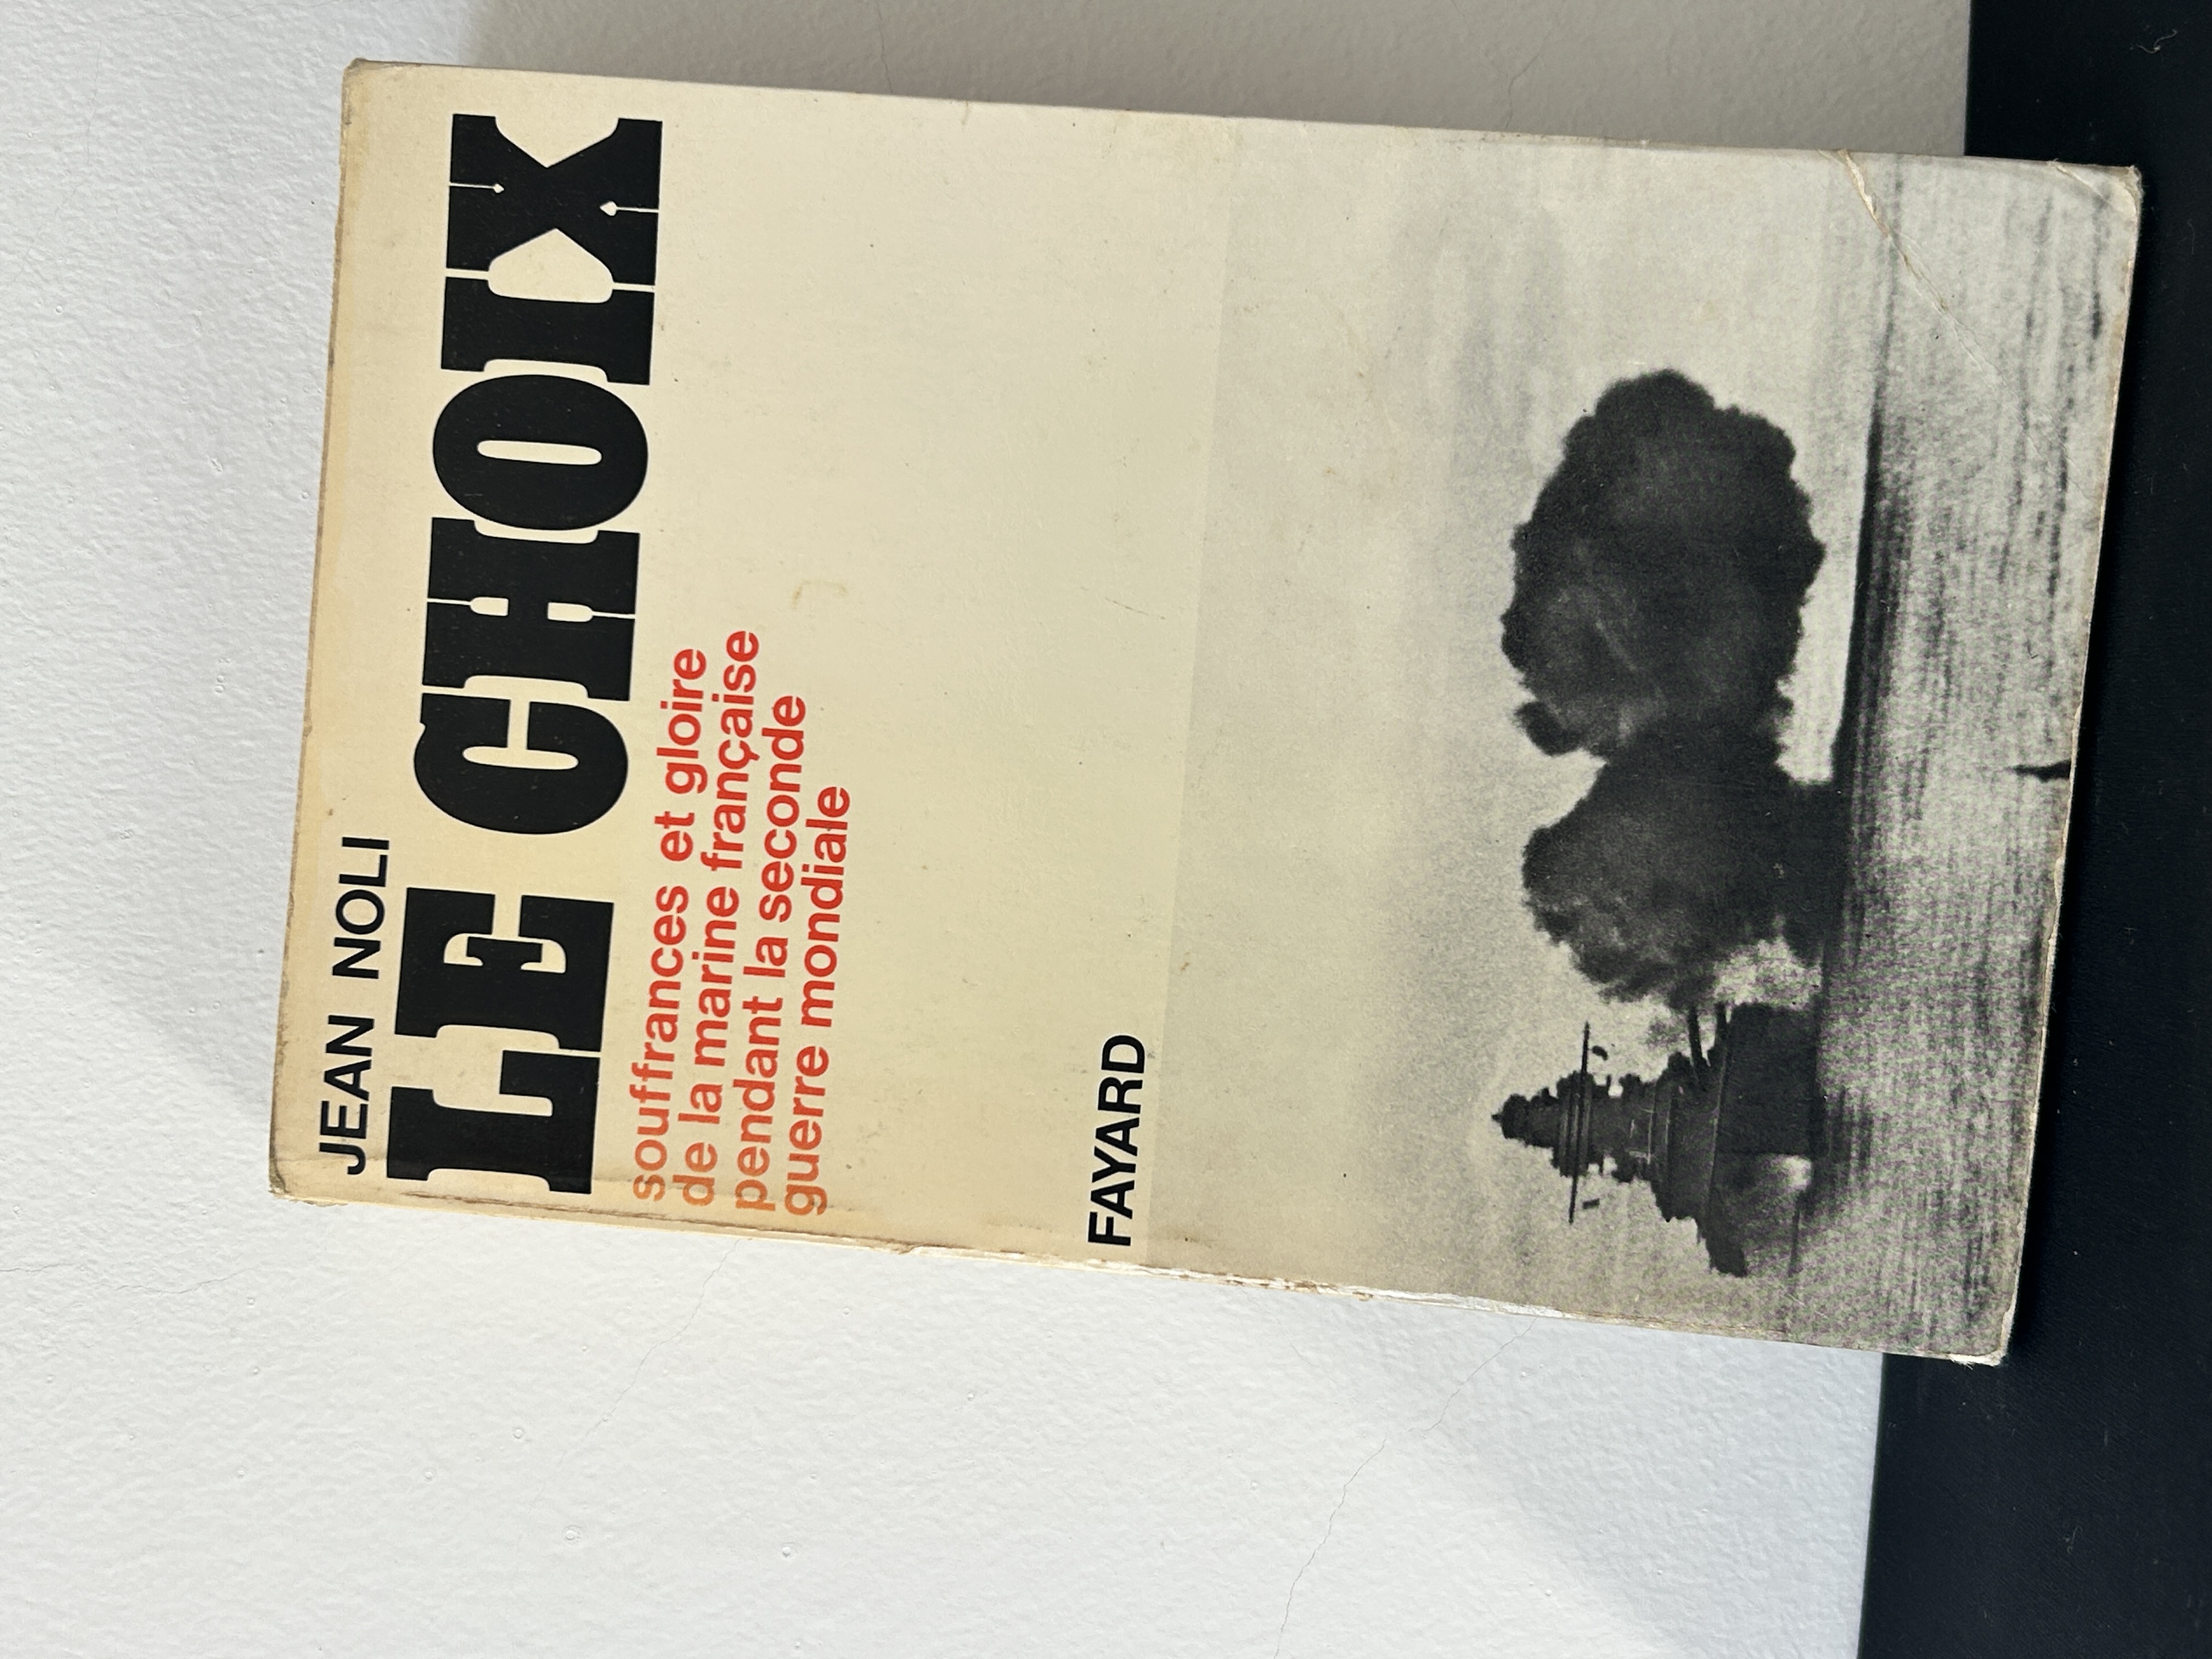 JEAN NOLI
LE CHOIX
souffrances et gloire
de la marine française
pendant la seconde
guerre mondiale
FAYARD